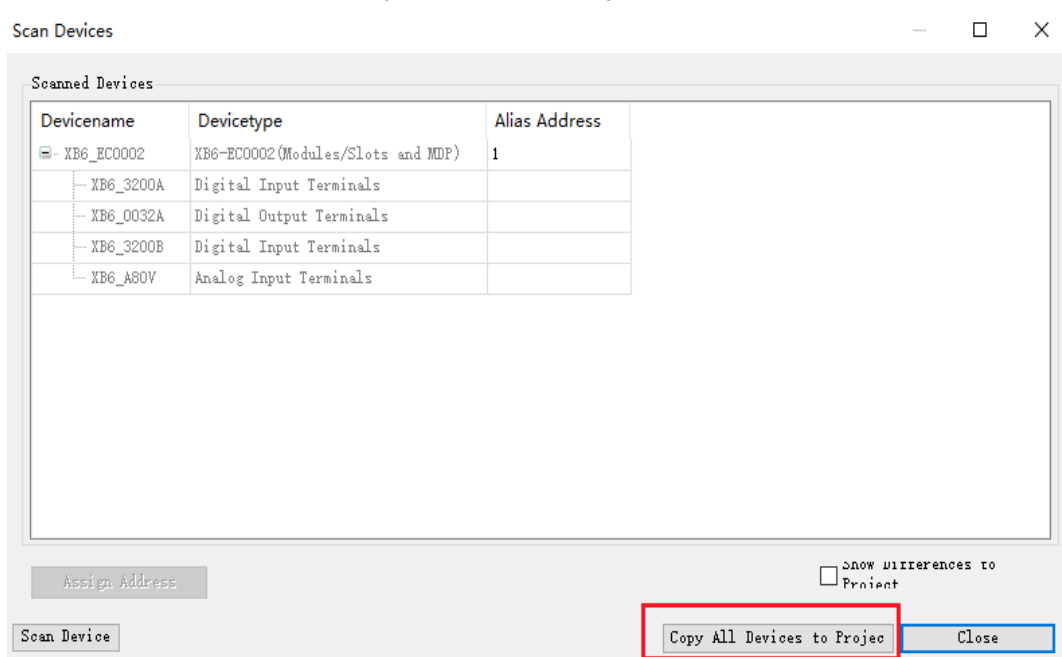 Scan Devices
Scanned Devices
Devicename Devicetype Alias Address
XB6_EC0002 XB6-EC0002(Modules/Slots and MDP) 1
XB6_3200A Digital Input Terminals
XB6_0032A Digital Output Terminals
XB6_3200B Digital Input Terminals
XB6_A80V Analog Input Terminals
Show Differences to
Assign Address Project
Scan Device Copy All Devices to Projec Close